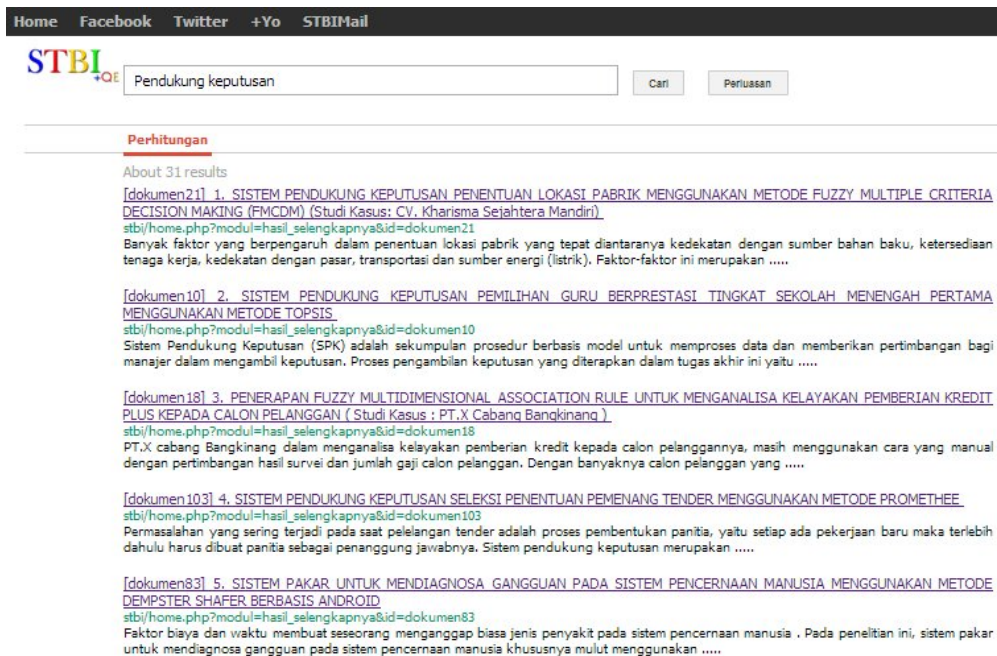 Home Facebook Twitter +Yo STBIMail
STBI +QE
Pendukung keputusan
Cari Perluasan
Perhitungan
About 31 results
[dokumen21] 1. SISTEM PENDUKUNG KEPUTUSAN PENENTUAN LOKASI PABRIK MENGGUNAKAN METODE FUZZY MULTIPLE CRITERIA
DECISION MAKING (FMCDM) (Studi Kasus: CV. Kharisma Sejahtera Mandiri)
stbi/home.php?modul=hasil_selengkapnya&id=dokumen21
Banyak faktor yang berpengaruh dalam penentuan lokasi pabrik yang tepat diantaranya kedekatan dengan sumber bahan baku, ketersediaan
tenaga kerja, kedekatan dengan pasar, transportasi dan sumber energi (listrik). Faktor-faktor ini merupakan .....
[dokumen10] 2. SISTEM PENDUKUNG KEPUTUSAN PEMILIHAN GURU BERPRESTASI TINGKAT SEKOLAH MENENGAH PERTAMA
MENGGUNAKAN METODE TOPSIS
stbi/home.php?modul=hasil_selengkapnya&id=dokumen10
Sistem Pendukung Keputusan (SPK) adalah sekumpulan prosedur berbasis model untuk memproses data dan memberikan pertimbangan bagi
manajer dalam mengambil keputusan. Proses pengambilan keputusan yang diterapkan dalam tugas akhir ini yaitu .....
[dokumen18] 3. PENERAPAN FUZZY MULTIDIMENSIONAL ASSOCIATION RULE UNTUK MENGANALISA KELAYAKAN PEMBERIAN KREDIT
PLUS KEPADA CALON PELANGGAN ( Studi Kasus : PT.X Cabang Bangkinang )
stbi/home.php?modul=hasil_selengkapnya&id=dokumen18
PT.X cabang Bangkinang dalam menganalisa kelayakan pemberian kredit kepada calon pelanggannya, masih menggunakan cara yang manual
dengan pertimbangan hasil survei dan jumlah gaji calon pelanggan. Dengan banyaknya calon pelanggan yang .....
[dokumen103] 4. SISTEM PENDUKUNG KEPUTUSAN SELEKSI PENENTUAN PEMENANG TENDER MENGGUNAKAN METODE PROMETHEE
stbi/home.php?modul=hasil_selengkapnya&id=dokumen103
Permasalahan yang sering terjadi pada saat pelelangan tender adalah proses pembentukan panitia, yaitu setiap ada pekerjaan baru maka terlebih
dahulu harus dibuat panitia sebagai penanggung jawabnya. Sistem pendukung keputusan merupakan .....
[dokumen83] 5. SISTEM PAKAR UNTUK MENDIAGNOSA GANGGUAN PADA SISTEM PENCERNAAN MANUSIA MENGGUNAKAN METODE
DEMPSTER SHAFER BERBASIS ANDROID
stbi/home.php?modul=hasil_selengkapnya&id=dokumen83
Faktor biaya dan waktu membuat seseorang menganggap biasa jenis penyakit pada sistem pencernaan manusia . Pada penelitian ini, sistem pakar
untuk mendiagnosa gangguan pada sistem pencernaan manusia khususnya mulut menggunakan .....